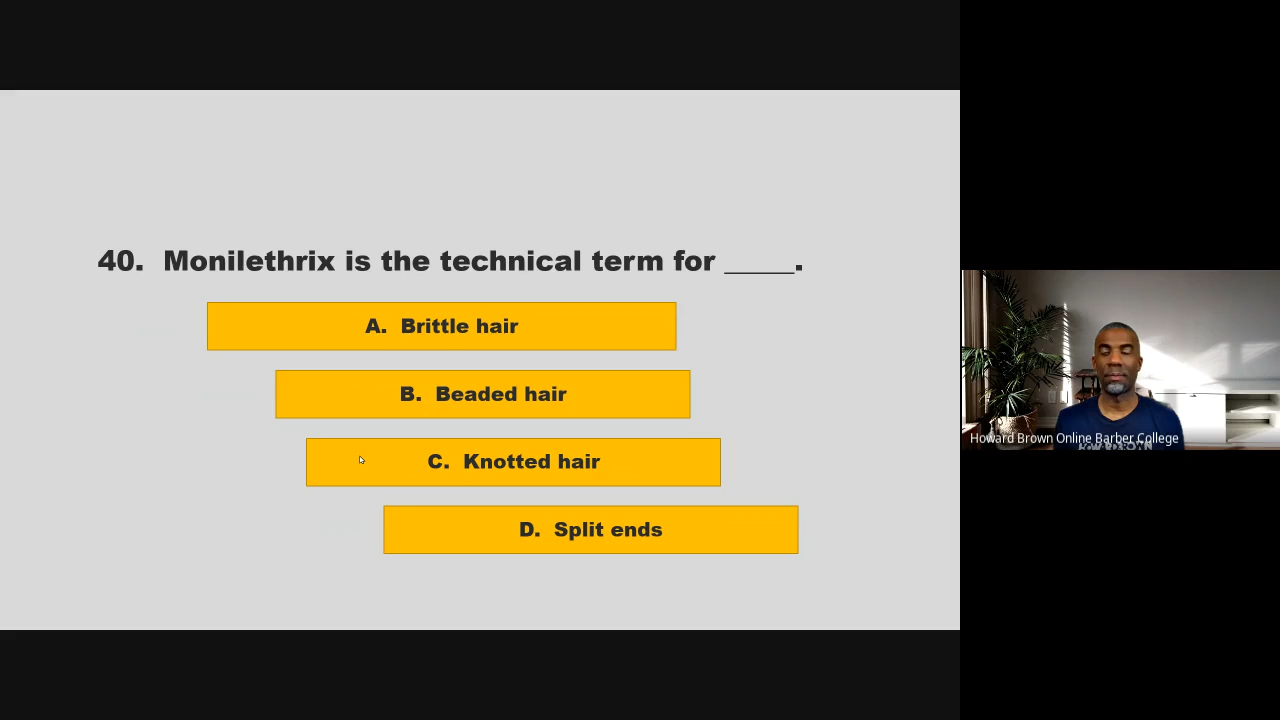 40. Monilethrix is the technical term for _____.
A. Brittle hair
B. Beaded hair
C. Knotted hair
D. Split ends
Howard Brown Online Barber College